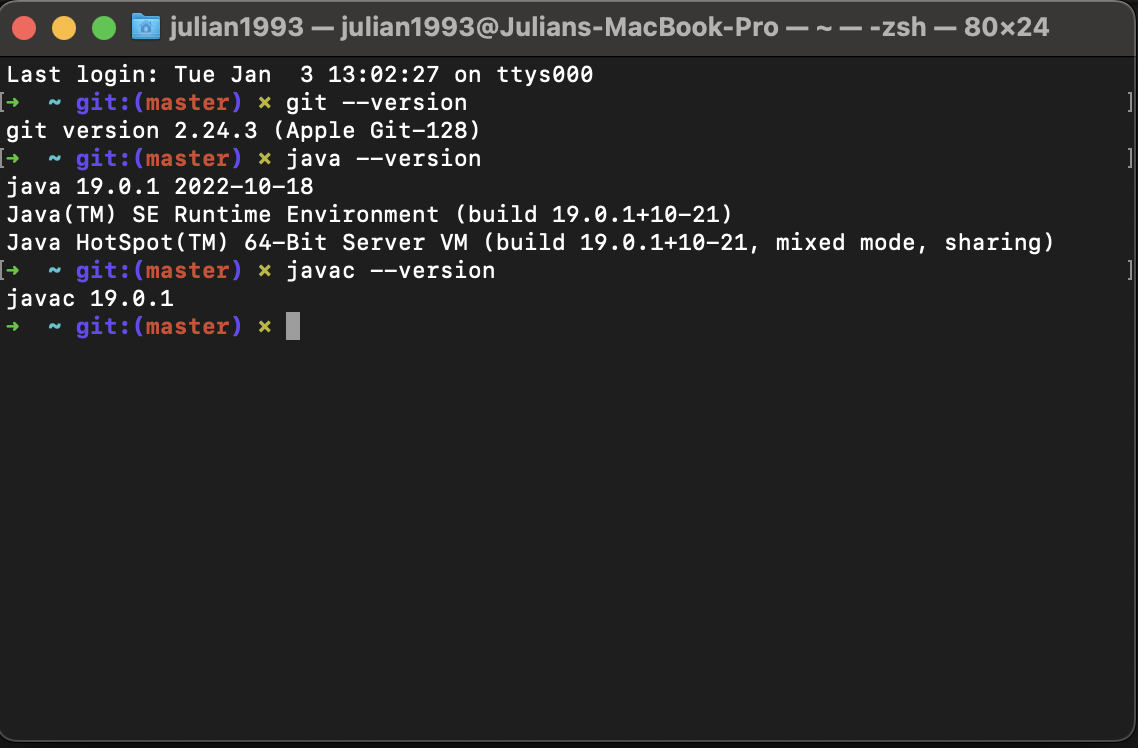 julian1993 — julian1993@Julians-MacBook-Pro — ~ — -zsh — 80×24
Last login: Tue Jan  3 13:02:27 on ttys000
[➜  ~ git:(master) ✗ git --version ]
git version 2.24.3 (Apple Git-128)
[➜  ~ git:(master) ✗ java --version ]
java 19.0.1 2022-10-18
Java(TM) SE Runtime Environment (build 19.0.1+10-21)
Java HotSpot(TM) 64-Bit Server VM (build 19.0.1+10-21, mixed mode, sharing)
[➜  ~ git:(master) ✗ javac --version ]
javac 19.0.1
➜  ~ git:(master) ✗